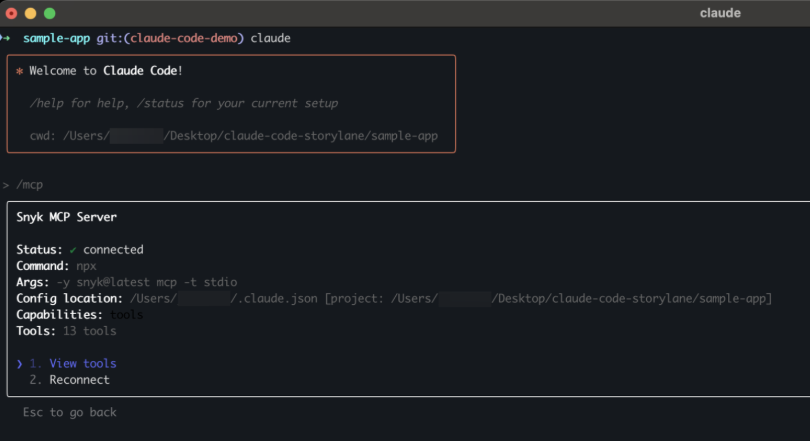 claude
➜ sample-app git:(claude-code-demo) claude
* Welcome to Claude Code!
/help for help, /status for your current setup
cwd: /Users/ /Desktop/claude-code-storylane/sample-app
> /mcp
Snyk MCP Server
Status: ✔ connected
Command: npx
Args: -y snyk@latest mcp -t stdio
Config location: /Users/ /.claude.json [project: /Users/ /Desktop/claude-code-storylane/sample-app]
Capabilities: tools
Tools: 13 tools
❯ 1. View tools
2. Reconnect
Esc to go back